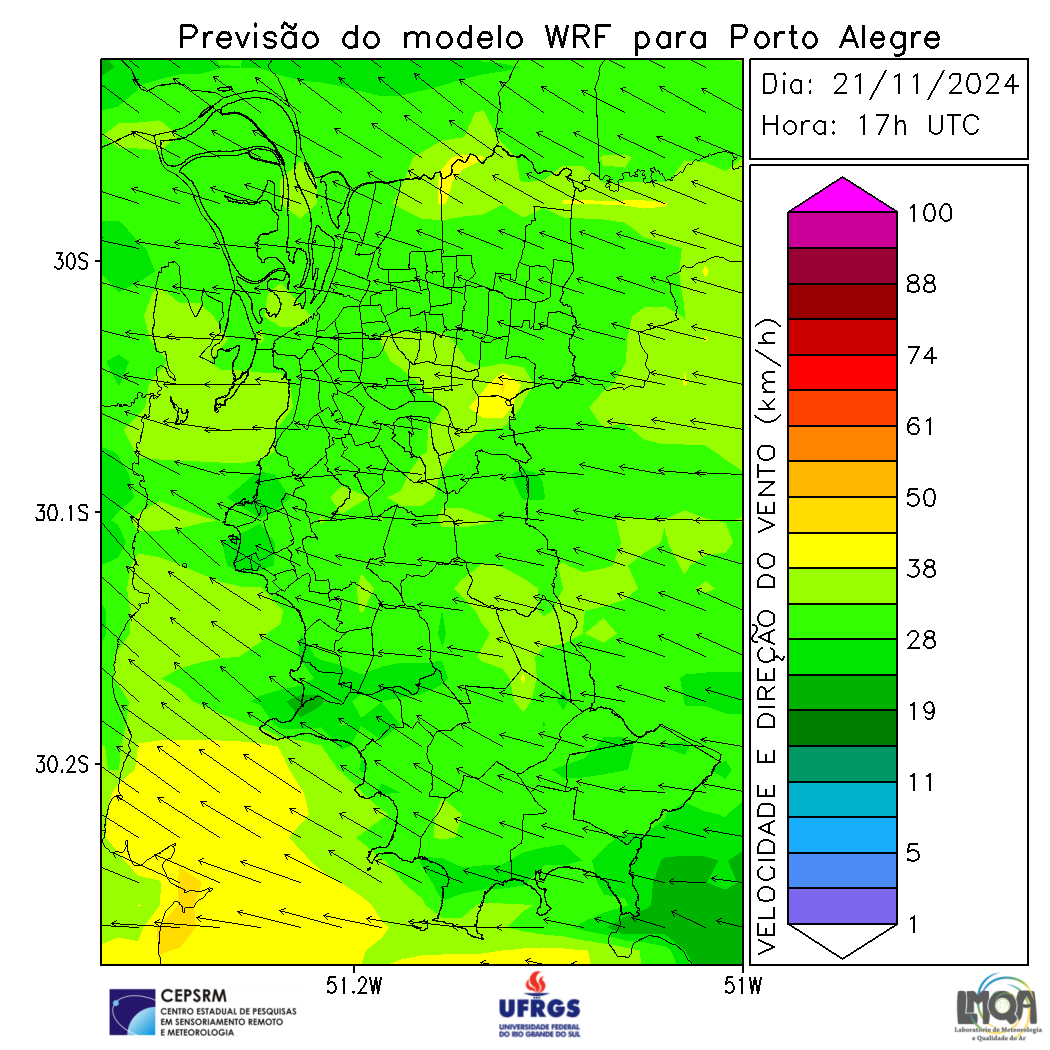 Previsão do modelo WRF para Porto Alegre
Dia: 21/11/2024
Hora: 17h UTC
30S
30.1S
30.2S
51.2W
51W
VELOCIDADE E DIREÇÃO DO VENTO (km/h)
100
88
74
61
50
38
28
19
11
5
1
CEPSRM
CENTRO ESTADUAL DE PESQUISAS
EM SENSORIAMENTO REMOTO
E METEOROLOGIA
UFRGS
UNIVERSIDADE FEDERAL
DO RIO GRANDE DO SUL
LMQA
Laboratório de Meteorologia
e Qualidade do Ar